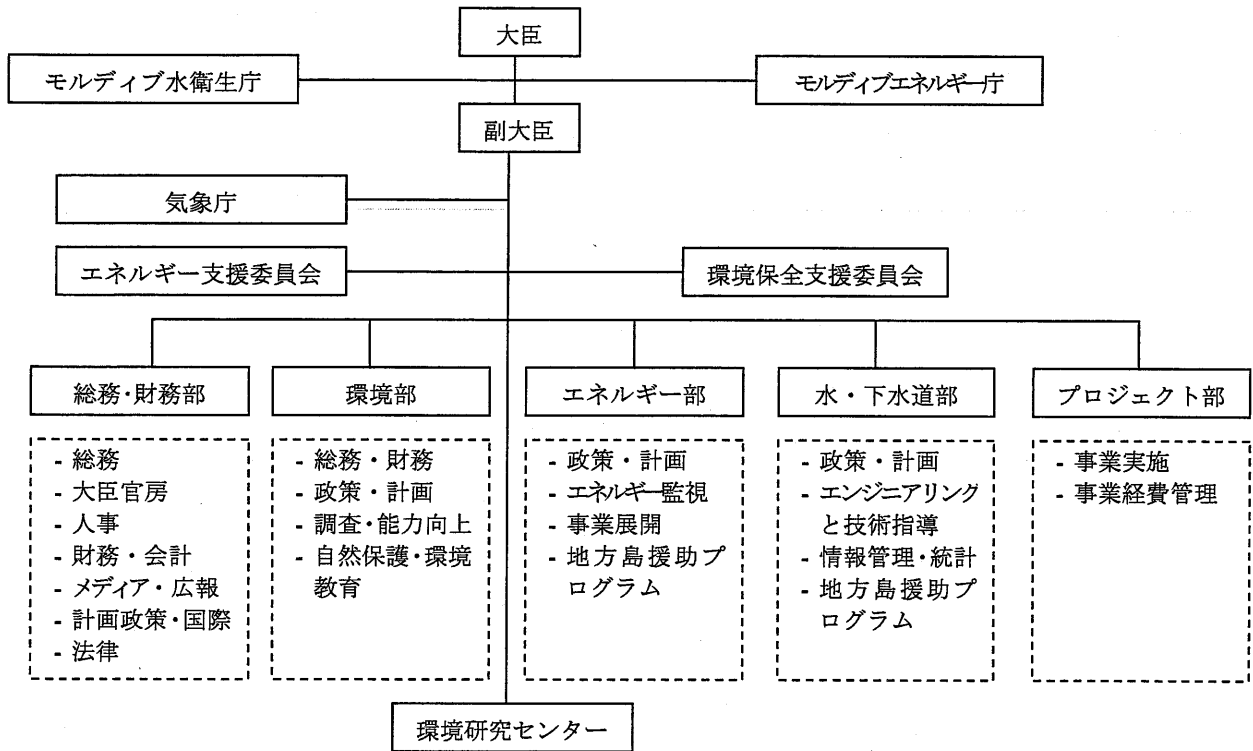 大臣
モルディブ水衛生庁
モルディブエネルギー庁
副大臣
気象庁
エネルギー支援委員会
環境保全支援委員会
総務・財務部
環境部
エネルギー部
水・下水道部
プロジェクト部
- 総務
- 大臣官房
- 人事
- 財務・会計
- メディア・広報
- 計画政策・国際
- 法律
- 総務・財務
- 政策・計画
- 調査・能力向上
- 自然保護・環境
教育
- 政策・計画
- エネルギー監視
- 事業展開
- 地方島援助プ
ログラム
- 政策・計画
- エンジニアリング
と技術指導
- 情報管理・統計
- 地方島援助プ
ログラム
- 事業実施
- 事業経費管理
環境研究センター